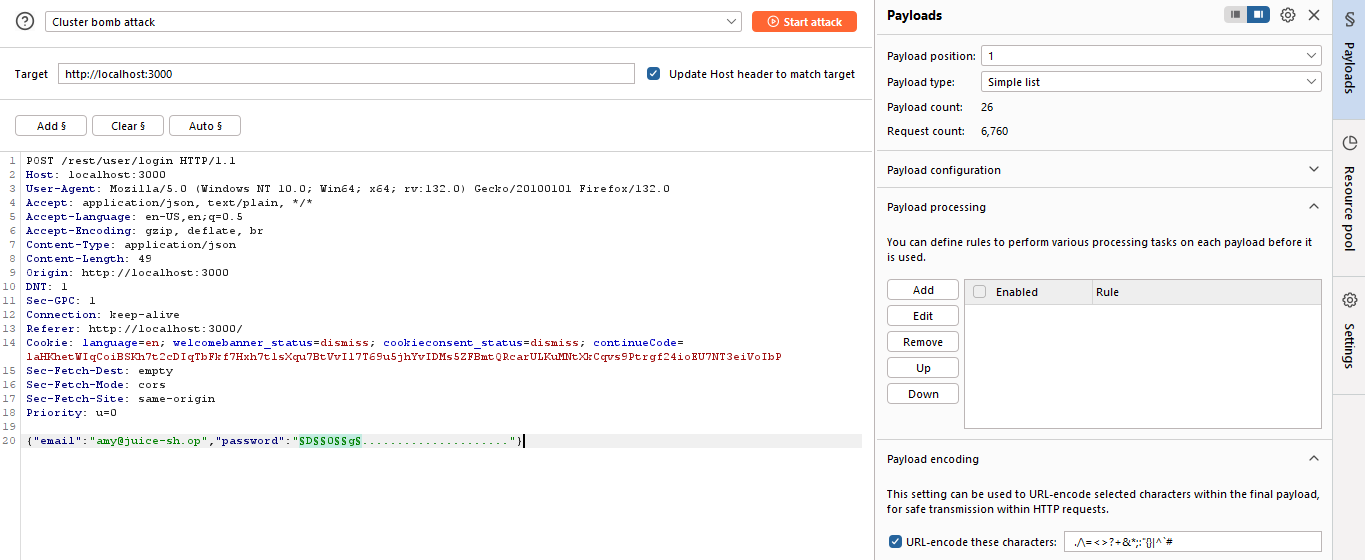 ?
Cluster bomb attack
Start attack
Target
http://localhost:3000
Update Host header to match target
Add §
Clear §
Auto §
1 POST /rest/user/login HTTP/1.1
2 Host: localhost:3000
3 User-Agent: Mozilla/5.0 (Windows NT 10.0; Win64; x64; rv:132.0) Gecko/20100101 Firefox/132.0
4 Accept: application/json, text/plain, */*
5 Accept-Language: en-US,en;q=0.5
6 Accept-Encoding: gzip, deflate, br
7 Content-Type: application/json
8 Content-Length: 49
9 Origin: http://localhost:3000
10 DNT: 1
11 Sec-GPC: 1
12 Connection: keep-alive
13 Referer: http://localhost:3000/
14 Cookie: language=en; welcomebanner_status=dismiss; cookieconsent_status=dismiss; continueCode=
15 Sec-Fetch-Dest: empty
16 Sec-Fetch-Mode: cors
17 Sec-Fetch-Site: same-origin
18 Priority: u=0
19
20 {"email":"amy@juice-sh.op","password":"§D§§0§§g§....................."}
Payloads
Payload position:
1
Payload type:
Simple list
Payload count:
26
Request count:
6,760
Payload configuration
Payload processing
You can define rules to perform various processing tasks on each payload before it
is used.
Add
Edit
Remove
Up
Down
Enabled
Rule
Payload encoding
This setting can be used to URL-encode selected characters within the final payload,
for safe transmission within HTTP requests.
URL-encode these characters:
./\=<>?+&*;:"{}|^`#
§
Payloads
Resource pool
Settings